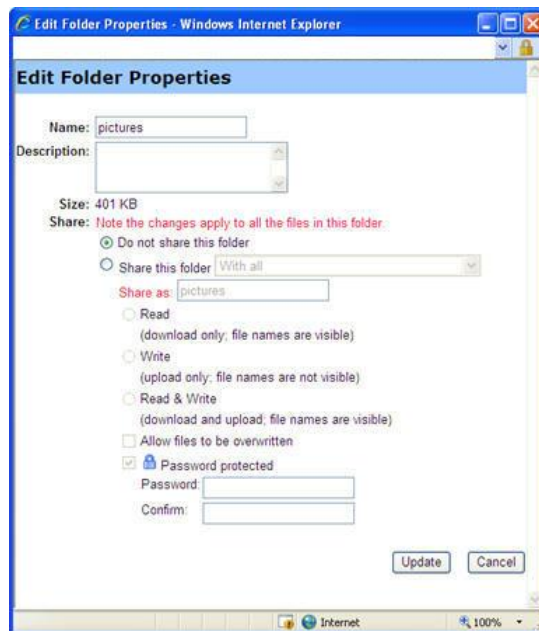 Edit Folder Properties - Windows Internet Explorer
Edit Folder Properties
Name: pictures
Description:
Size: 401 KB
Share: Note the changes apply to all the files in this folder
Do not share this folder
Share this folder With all
Share as: pictures
Read
(download only; file names are visible)
Write
(upload only; file names are not visible)
Read & Write
(download and upload; file names are visible)
Allow files to be overwritten
Password protected
Password:
Confirm:
Update Cancel
Internet 100%